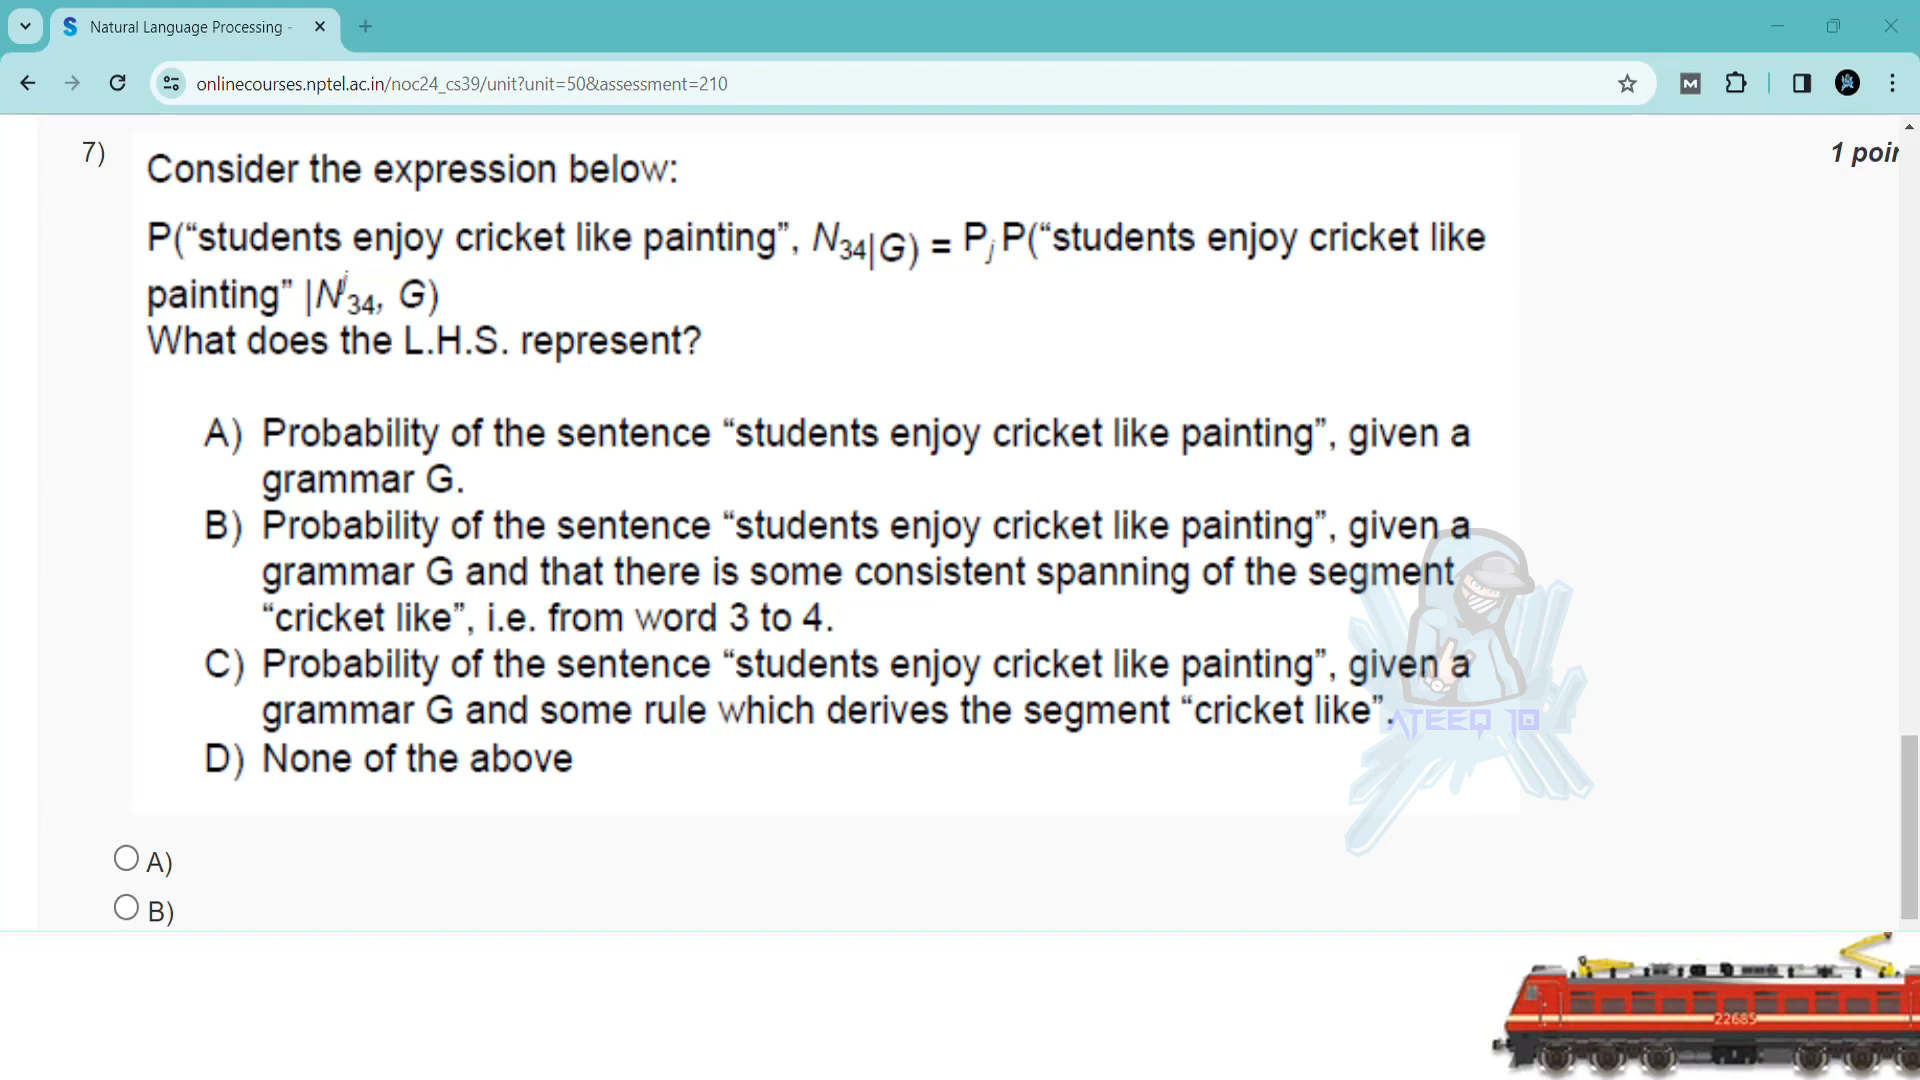 Natural Language Processing -
onlinecourses.nptel.ac.in/noc24_cs39/unit?unit=50&assessment=210
7)
1 poin
Consider the expression below:
P(“students enjoy cricket like painting”, N34|G) = Pj P(“students enjoy cricket like
painting” |Nj34, G)
What does the L.H.S. represent?
A) Probability of the sentence “students enjoy cricket like painting”, given a
grammar G.
B) Probability of the sentence “students enjoy cricket like painting”, given a
grammar G and that there is some consistent spanning of the segment
“cricket like”, i.e. from word 3 to 4.
C) Probability of the sentence “students enjoy cricket like painting”, given a
grammar G and some rule which derives the segment “cricket like”.
ATEEQ 10
D) None of the above
A)
B)
22685